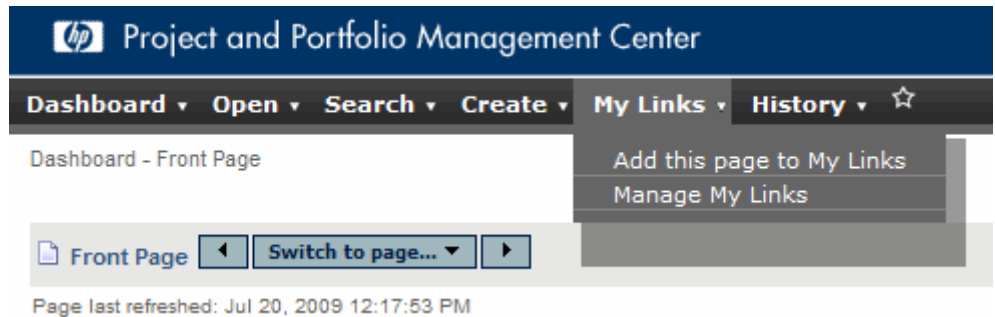 hp Project and Portfolio Management Center
Dashboard Open Search Create My Links History
Dashboard - Front Page
Add this page to My Links
Manage My Links
Front Page Switch to page...
Page last refreshed: Jul 20, 2009 12:17:53 PM